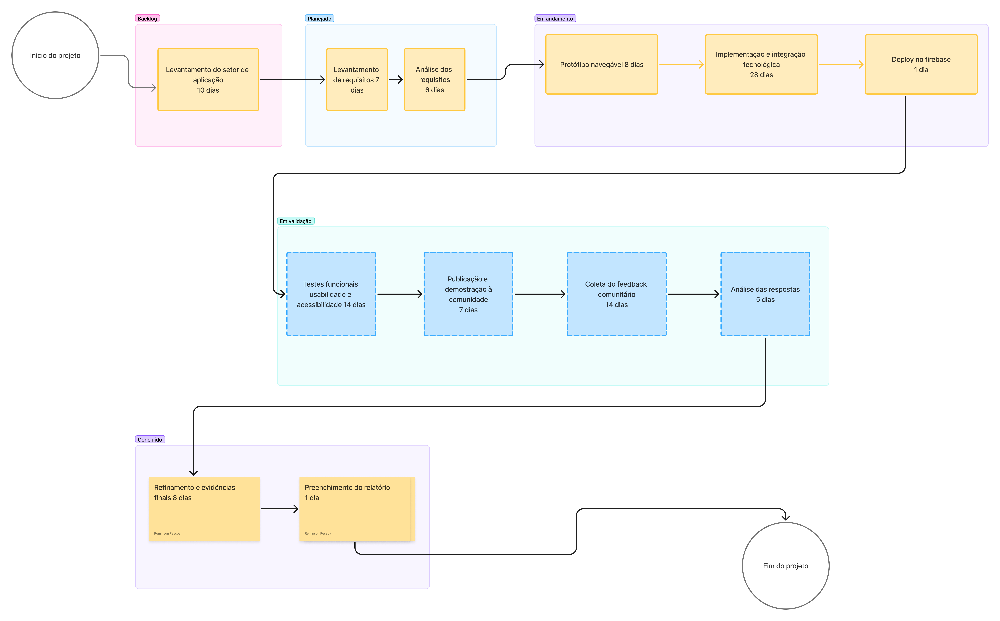 Inicio do projeto
Backlog
Levantamento do setor de
aplicação
10 dias
Planejado
Levantamento
de requisitos 7
dias
Análise dos
requisitos
6 dias
Em andamento
Protótipo navegável 8 dias
Implementação e integração
tecnológica
28 dias
Deploy no firebase
1 dia
Em validação
Testes funcionais
usabilidade e
acessibilidade 14 dias
Publicação e
demostração à
comunidade
7 dias
Coleta do feedback
comunitário
14 dias
Análise das respostas
5 dias
Concluído
Refinamento e evidências
finais 8 dias
Reminson Pessoa
Preenchimento do relatório
1 dia
Reminson Pessoa
Fim do projeto